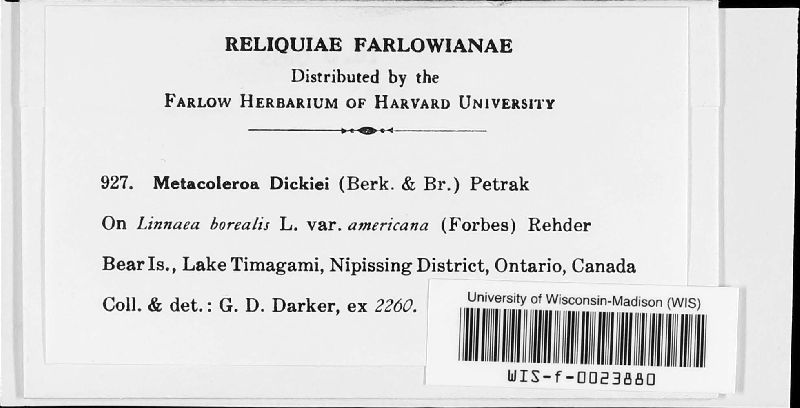 RELIQUIAE FARLOWIANAE
Distributed by the
FARLOW HERBARIUM OF HARVARD UNIVERSITY
927. Metacoleroa Dickiei (Berk. & Br.) Petrak
On Linnaea borealis L. var. americana (Forbes) Rehder
Bear Is., Lake Timagami, Nipissing District, Ontario, Canada
Coll. & det.: G. D. Darker, ex 2260.
University of Wisconsin-Madison (WIS)
WIS-f-0023880